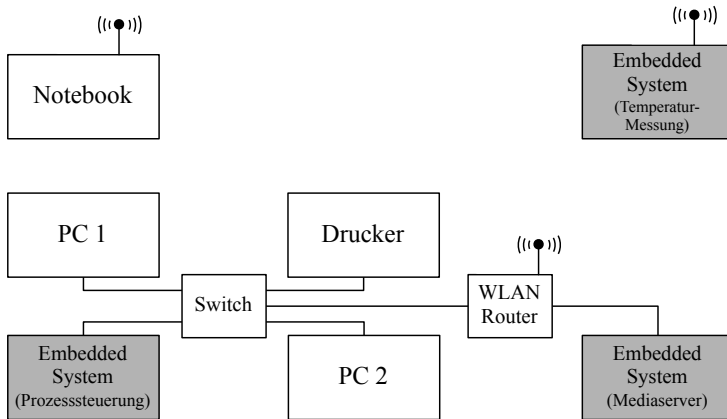 Notebook
Embedded
System
(Temperatur-
Messung)
PC 1
Drucker
Switch
WLAN
Router
Embedded
System
(Prozesssteuerung)
PC 2
Embedded
System
(Mediaserver)